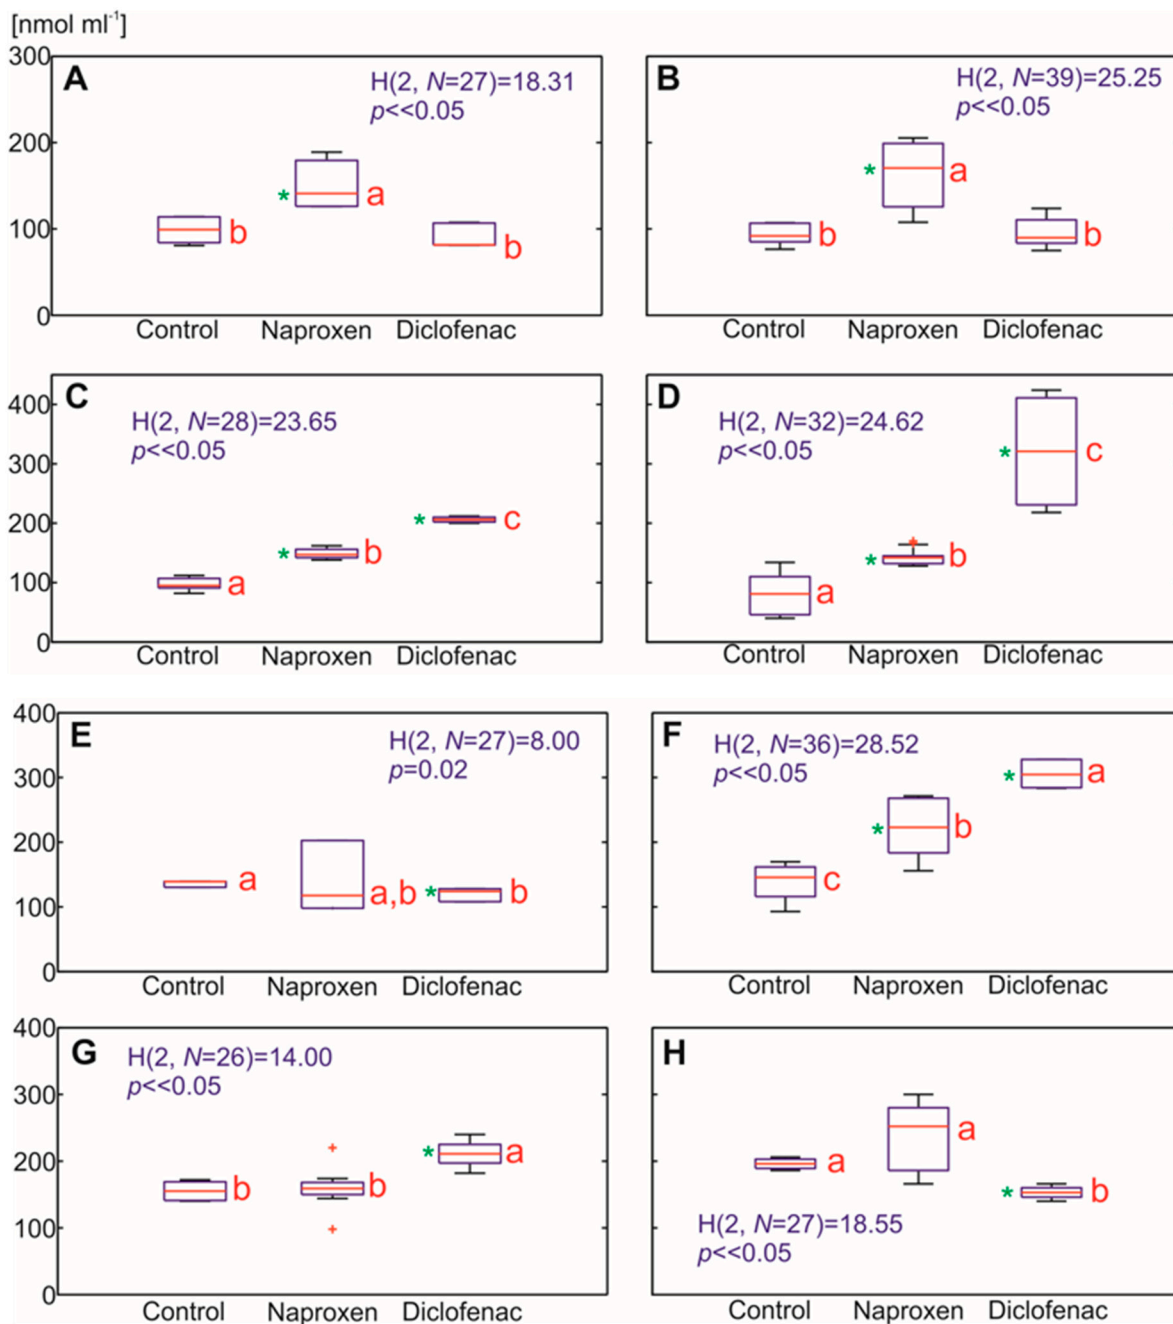 [nmol ml⁻¹]
300
A
H(2, N=27)=18.31
p<<0.05
B
H(2, N=39)=25.25
p<<0.05
200
* a
* a
100
b
b
b
b
0
Control Naproxen Diclofenac
Control Naproxen Diclofenac
C
H(2, N=28)=23.65
p<<0.05
D
H(2, N=32)=24.62
p<<0.05
400
300
* c
200
* c
* b
* b
100
a
a
0
Control Naproxen Diclofenac
Control Naproxen Diclofenac
400
E
H(2, N=27)=8.00
p=0.02
F
H(2, N=36)=28.52
p<<0.05
300
* a
200
* b
a
a,b
* b
c
100
0
Control Naproxen Diclofenac
Control Naproxen Diclofenac
400
G
H(2, N=26)=14.00
p<<0.05
H
300
a
200
b
b
* a
a
* b
H(2, N=27)=18.55
p<<0.05
100
0
Control Naproxen Diclofenac
Control Naproxen Diclofenac